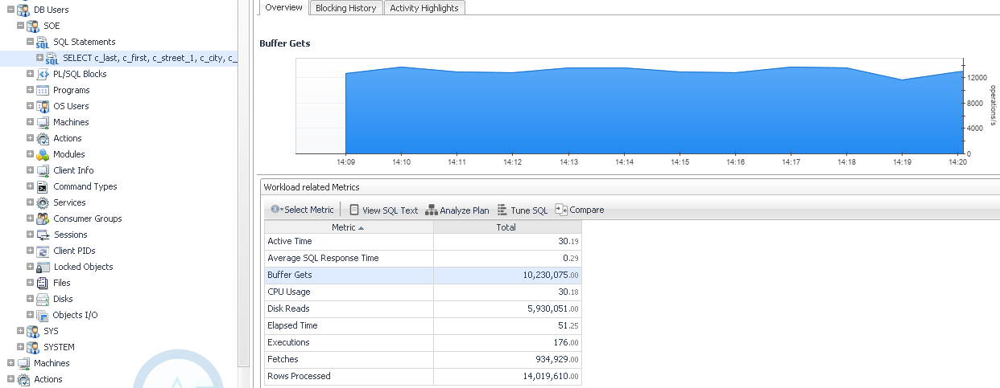 DB Users
SOE
SQL Statements
SELECT c_last, c_first, c_street_1, c_city, c_
PL/SQL Blocks
Programs
OS Users
Machines
Actions
Modules
Client Info
Command Types
Services
Consumer Groups
Sessions
Client PIDs
Locked Objects
Files
Disks
Objects I/O
SYS
SYSTEM
Machines
Actions
Overview Blocking History Activity Highlights
Buffer Gets
12000
8000
4000
0
operations/s
14:09 14:10 14:11 14:12 14:13 14:14 14:15 14:16 14:17 14:18 14:19 14:20
Workload related Metrics
Select Metric View SQL Text Analyze Plan Tune SQL Compare
Metric Total
Active Time 30.19
Average SQL Response Time 0.29
Buffer Gets 10,230,075.00
CPU Usage 30.18
Disk Reads 5,930,051.00
Elapsed Time 51.25
Executions 176.00
Fetches 934,929.00
Rows Processed 14,019,610.00